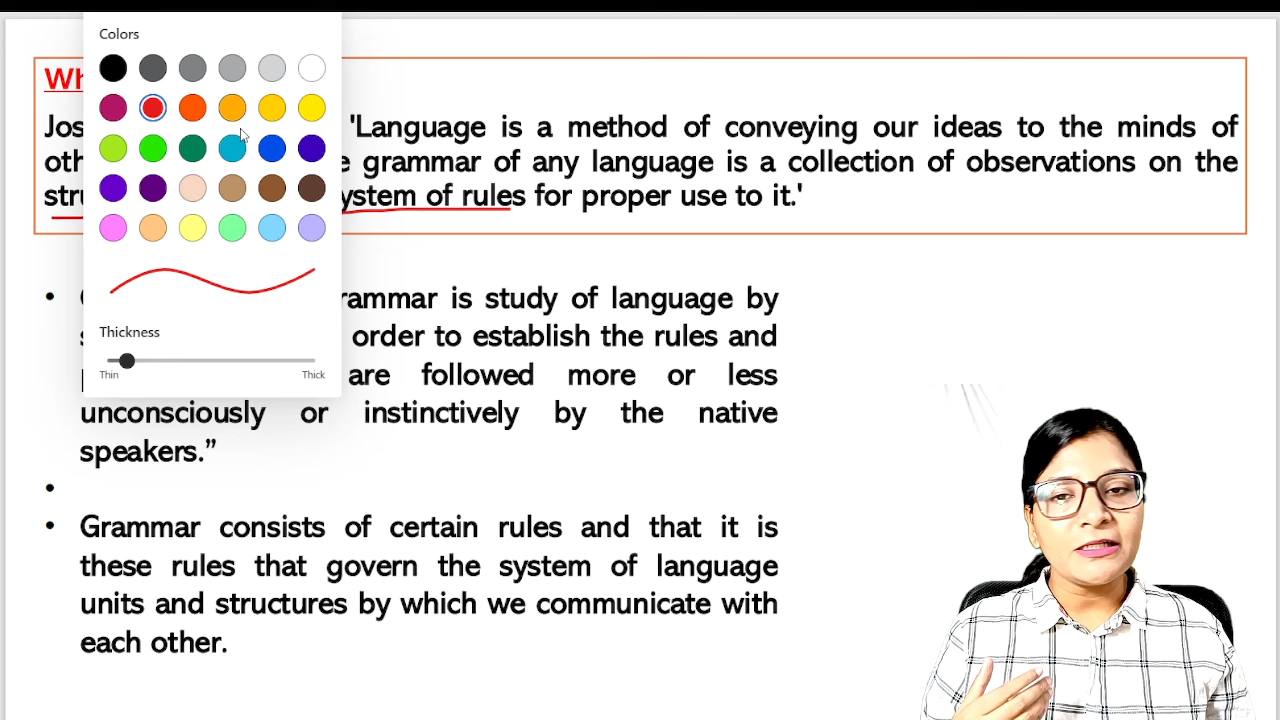 Colors
Wh
Jos 'Language is a method of conveying our ideas to the minds of
oth e grammar of any language is a collection of observations on the
stru ystem of rules for proper use to it.'
rammar is study of language by
order to establish the rules and
Thickness
Thin Thick
are followed more or less
unconsciously or instinctively by the native
speakers.”
• Grammar consists of certain rules and that it is
these rules that govern the system of language
units and structures by which we communicate with
each other.